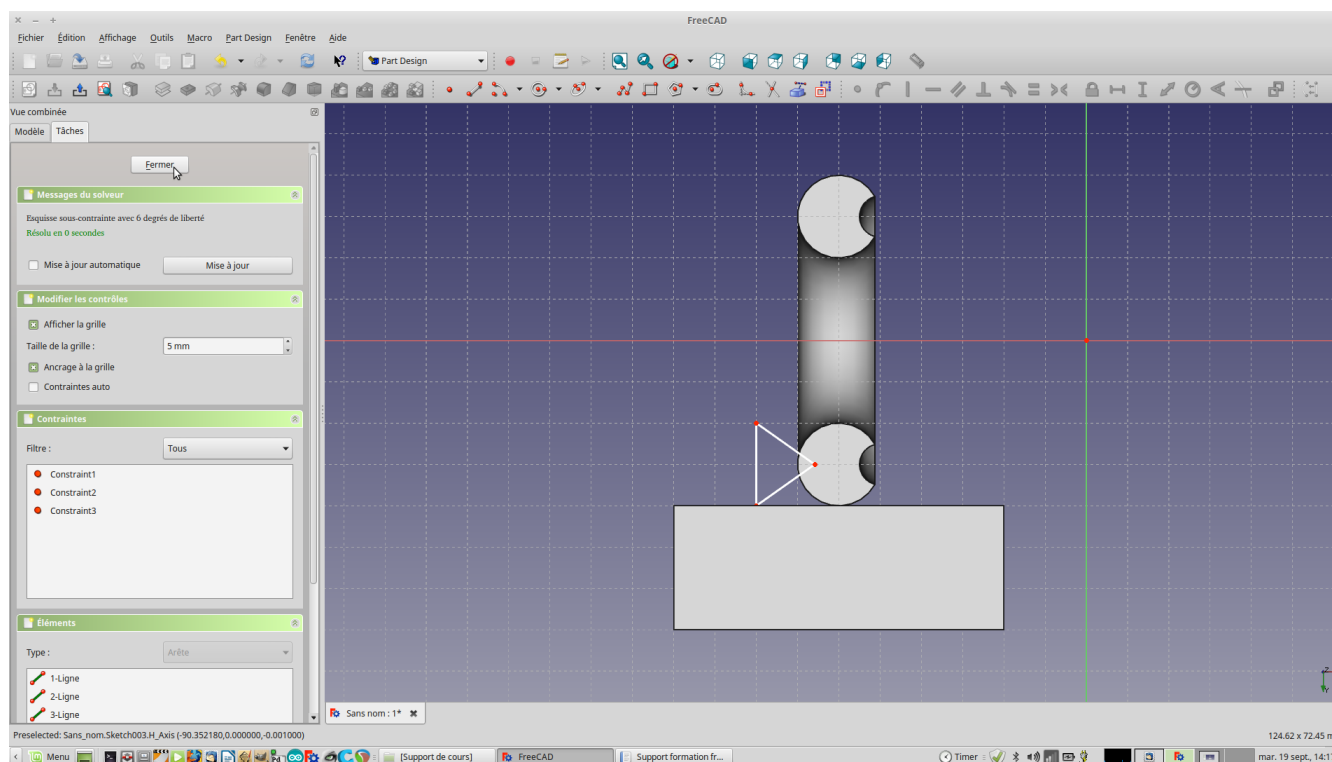 FreeCAD
Fichier Édition Affichage Outils Macro Part Design Fenêtre Aide
Part Design
Vue combinée
Modèle Tâches
Fermer
Messages du solveur
Esquisse sous-contrainte avec 6 degrés de liberté
Résolu en 0 secondes
Mise à jour automatique Mise à jour
Modifier les contrôles
Afficher la grille
Taille de la grille : 5 mm
Ancrage à la grille
Contraintes auto
Contraintes
Filtre : Tous
Constraint1
Constraint2
Constraint3
Éléments
Type : Arête
1-Ligne
2-Ligne
3-Ligne
Sans nom : 1*
Preselected: Sans_nom.Sketch003.H_Axis (-90.352180,0.000000,-0.001000)
124.62 x 72.45 m
Menu [Support de cours] FreeCAD Support formation fr... Timer mar. 19 sept., 14:1